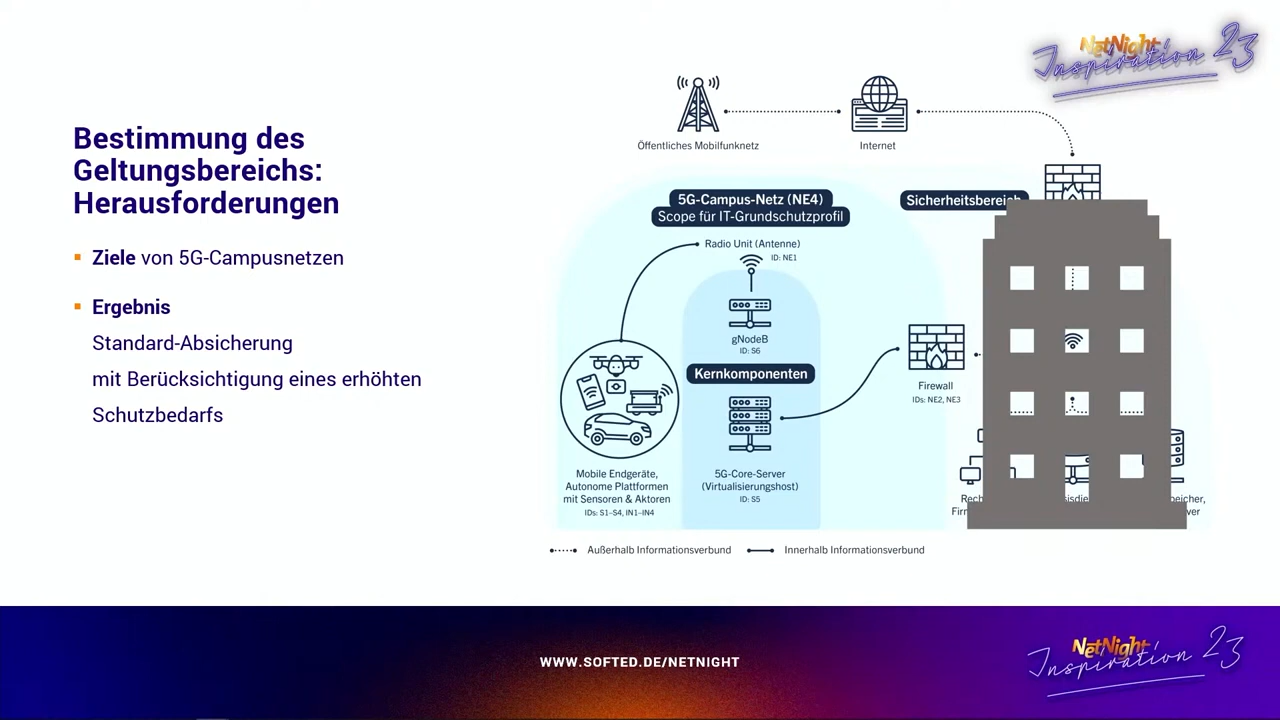 NetNight
Inspiration 23
Bestimmung des
Geltungsbereichs:
Herausforderungen
Ziele von 5G-Campusnetzen
Ergebnis
Standard-Absicherung
mit Berücksichtigung eines erhöhten
Schutzbedarfs
Öffentliches Mobilfunknetz
Internet
5G-Campus-Netz (NE4)
Scope für IT-Grundschutzprofil
Sicherheitsbereich
Radio Unit (Antenne)
ID: NE1
gNodeB
ID: S6
Kernkomponenten
Firewall
IDs: NE2, NE3
Mobile Endgeräte,
Autonome Plattformen
mit Sensoren & Aktoren
IDs: S1–S4, IN1–IN4
5G-Core-Server
(Virtualisierungshost)
ID: S5
Außerhalb Informationsverbund
Innerhalb Informationsverbund
WWW.SOFTED.DE/NETNIGHT
NetNight
Inspiration 23